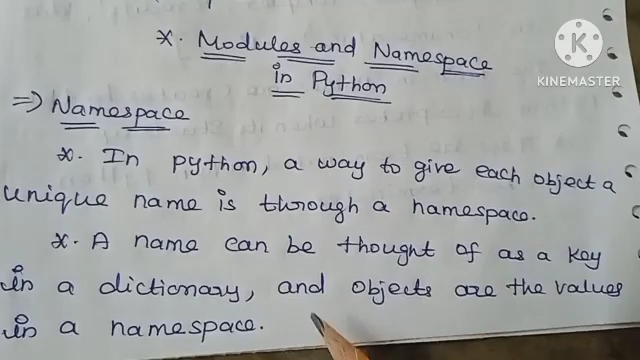 *. Modules and Namespace
in Python
KINEMASTER
⇒ Namespace
*. In python, a way to give each object a
unique name is through a namespace.
*. A name can be thought of as a key
in a dictionary, and objects are the values
in a namespace.